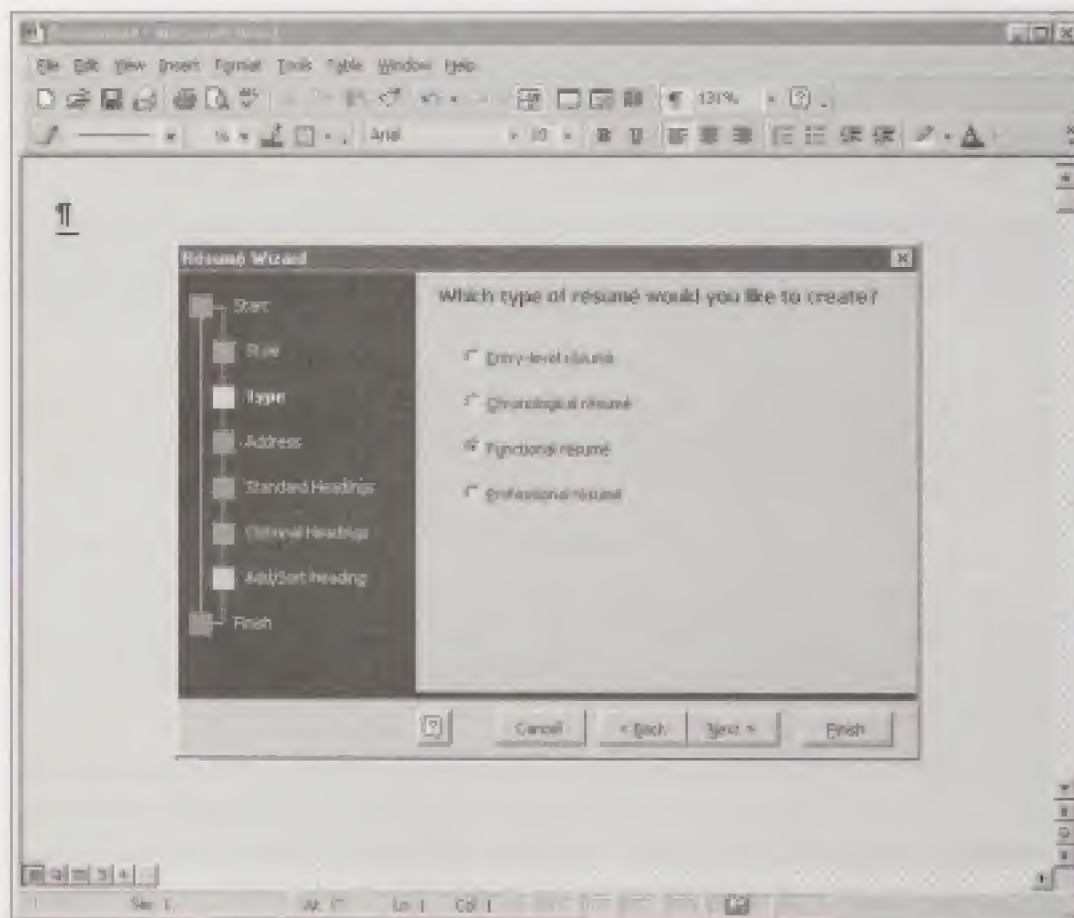 Microsoft Word
File Edit View Insert Format Tools Table Window Help
¶ 131%
Arial 10 B U A
¶
Résumé Wizard
Start
Style
Type
Address
Standard Headings
Optional Headings
Add/Sort Heading
Finish
Which type of résumé would you like to create?
Entry-level résumé
Chronological résumé
Functional résumé
Professional résumé
Cancel < Back Next > Finish
Sec 1 At 1" Ln 1 Col 1